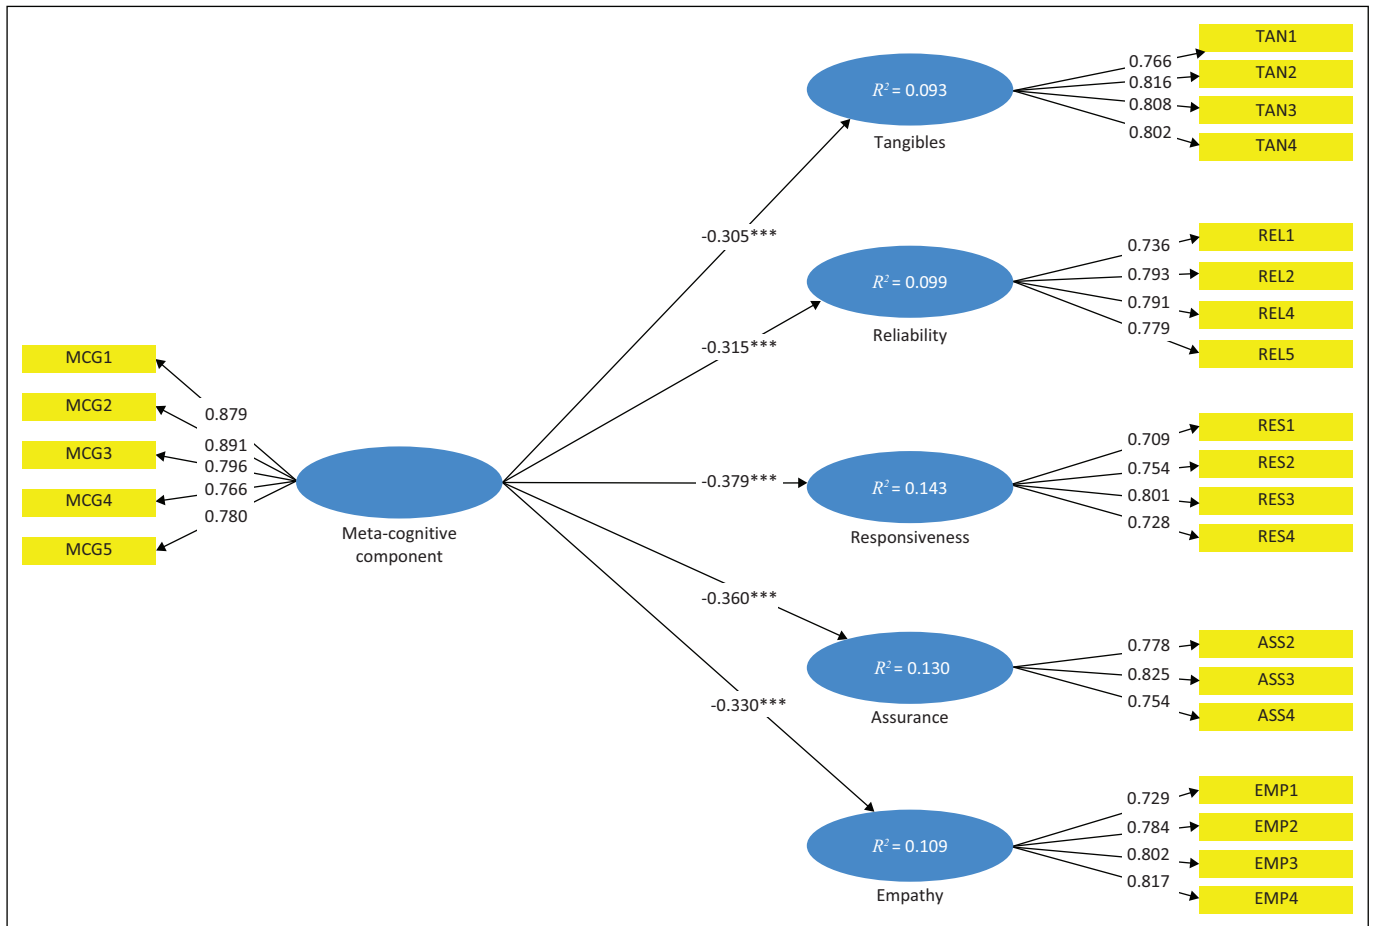 TAN1
0.766
TAN2
0.816
R² = 0.093
0.808
TAN3
0.802
Tangibles
TAN4
-0.305***
REL1
0.736
0.793
REL2
R² = 0.099
0.791
REL4
0.779
Reliability
-0.315***
REL5
MCG1
MCG2
0.879
RES1
0.709
MCG3
0.891
0.796
0.754
RES2
-0.379***
R² = 0.143
0.766
0.801
RES3
MCG4
0.780
0.728
Meta-cognitive
component
Responsiveness
RES4
MCG5
-0.360***
0.778
ASS2
R² = 0.130
0.825
ASS3
0.754
-0.330***
Assurance
ASS4
EMP1
0.729
0.784
EMP2
R² = 0.109
0.802
EMP3
0.817
Empathy
EMP4